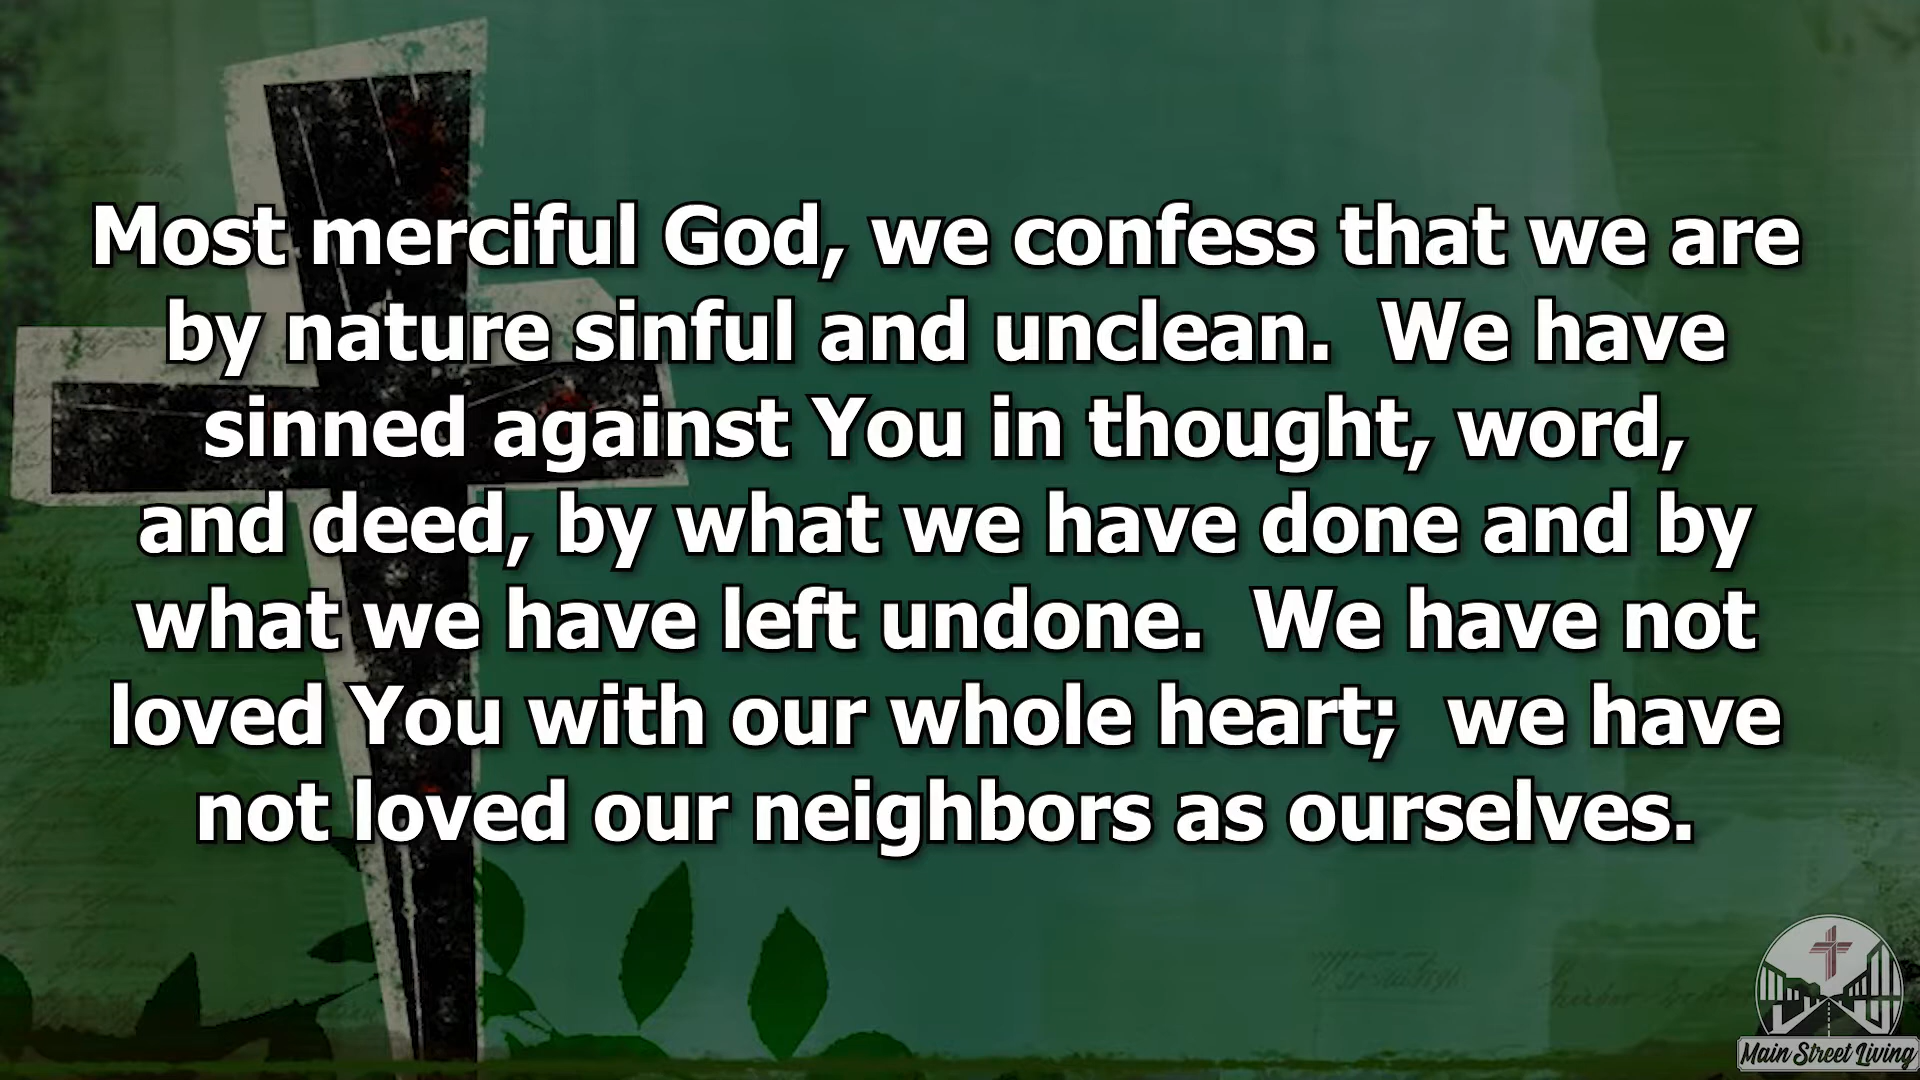 Most merciful God, we confess that we are
by nature sinful and unclean.  We have
sinned against You in thought, word,
and deed, by what we have done and by
what we have left undone.  We have not
loved You with our whole heart;  we have
not loved our neighbors as ourselves.
Main Street Living